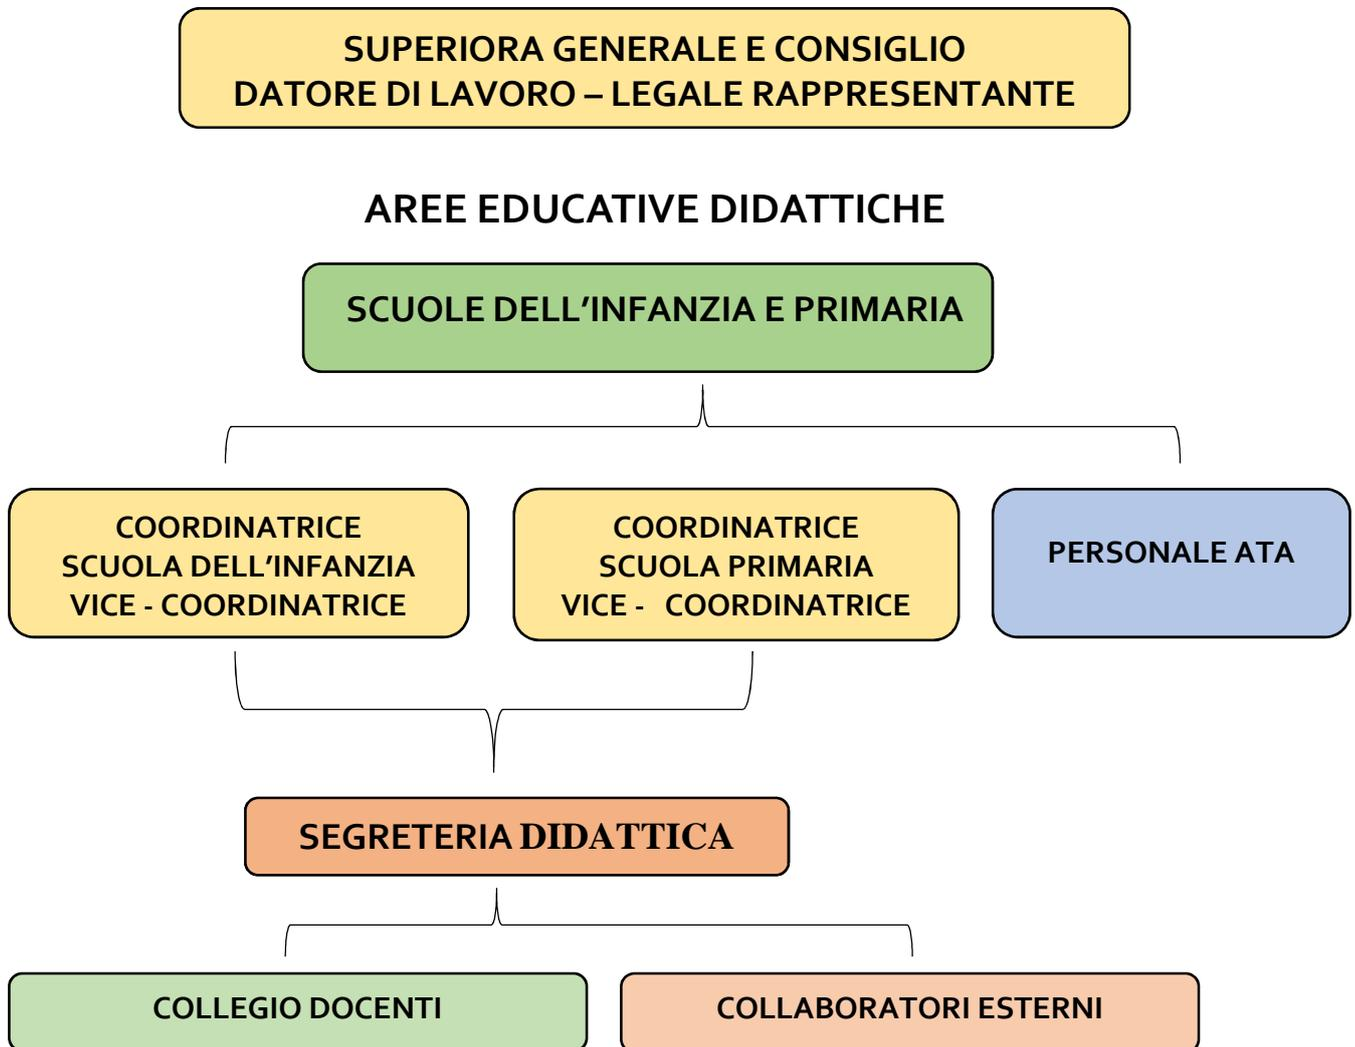 SUPERIORA GENERALE E CONSIGLIO
DATORE DI LAVORO – LEGALE RAPPRESENTANTE
AREE EDUCATIVE DIDATTICHE
SCUOLE DELL’INFANZIA E PRIMARIA
COORDINATRICE
SCUOLA DELL’INFANZIA
VICE - COORDINATRICE
COORDINATRICE
SCUOLA PRIMARIA
VICE - COORDINATRICE
PERSONALE ATA
SEGRETERIA DIDATTICA
COLLEGIO DOCENTI
COLLABORATORI ESTERNI